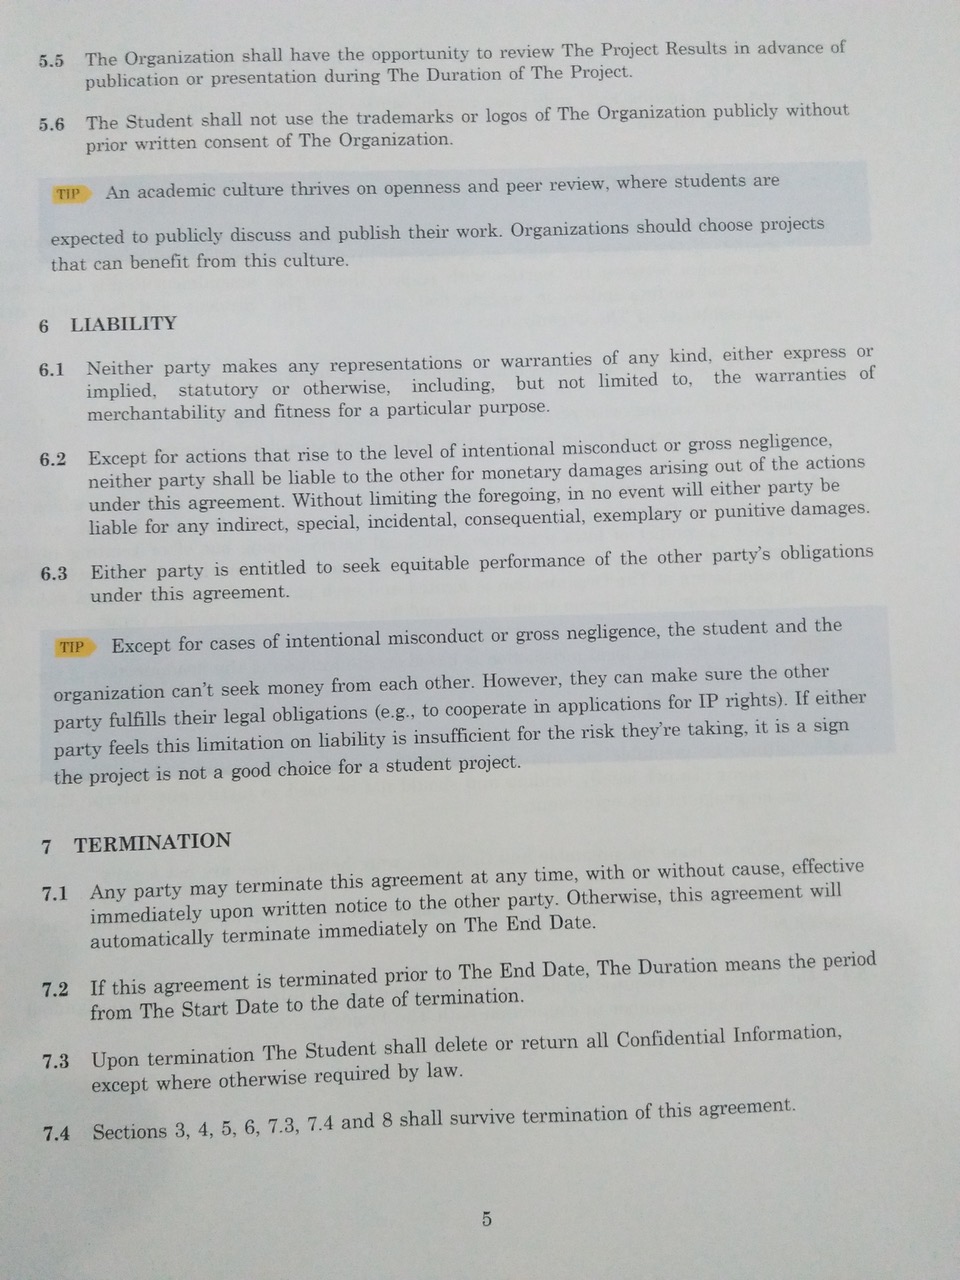 5.5 The Organization shall have the opportunity to review The Project Results in advance of
publication or presentation during The Duration of The Project.
5.6 The Student shall not use the trademarks or logos of The Organization publicly without
prior written consent of The Organization.
TIP An academic culture thrives on openness and peer review, where students are
expected to publicly discuss and publish their work. Organizations should choose projects
that can benefit from this culture.
6 LIABILITY
6.1 Neither party makes any representations or warranties of any kind, either express or
implied, statutory or otherwise, including, but not limited to, the warranties of
merchantability and fitness for a particular purpose.
6.2 Except for actions that rise to the level of intentional misconduct or gross negligence,
neither party shall be liable to the other for monetary damages arising out of the actions
under this agreement. Without limiting the foregoing, in no event will either party be
liable for any indirect, special, incidental, consequential, exemplary or punitive damages.
6.3 Either party is entitled to seek equitable performance of the other party's obligations
under this agreement.
TIP Except for cases of intentional misconduct or gross negligence, the student and the
organization can't seek money from each other. However, they can make sure the other
party fulfills their legal obligations (e.g., to cooperate in applications for IP rights). If either
party feels this limitation on liability is insufficient for the risk they're taking, it is a sign
the project is not a good choice for a student project.
7 TERMINATION
7.1 Any party may terminate this agreement at any time, with or without cause, effective
immediately upon written notice to the other party. Otherwise, this agreement will
automatically terminate immediately on The End Date.
7.2 If this agreement is terminated prior to The End Date, The Duration means the period
from The Start Date to the date of termination.
7.3 Upon termination The Student shall delete or return all Confidential Information,
except where otherwise required by law.
7.4 Sections 3, 4, 5, 6, 7.3, 7.4 and 8 shall survive termination of this agreement.
5